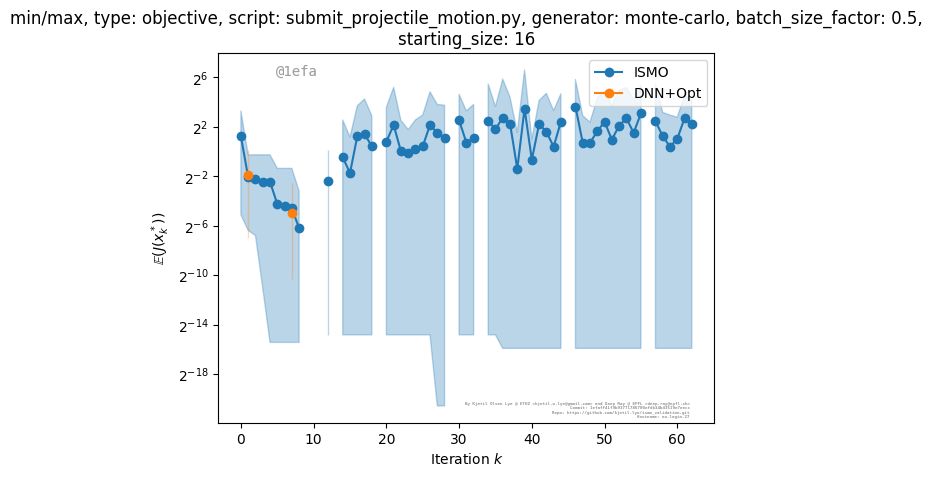 min/max, type: objective, script: submit_projectile_motion.py, generator: monte-carlo, batch_size_factor: 0.5,
starting_size: 16
@1efa
ISMO
DNN+Opt
2^6
2^2
2^−2
2^−6
2^−10
2^−14
2^−18
𝔼(J(x_k^*))
0 10 20 30 40 50 60
Iteration k